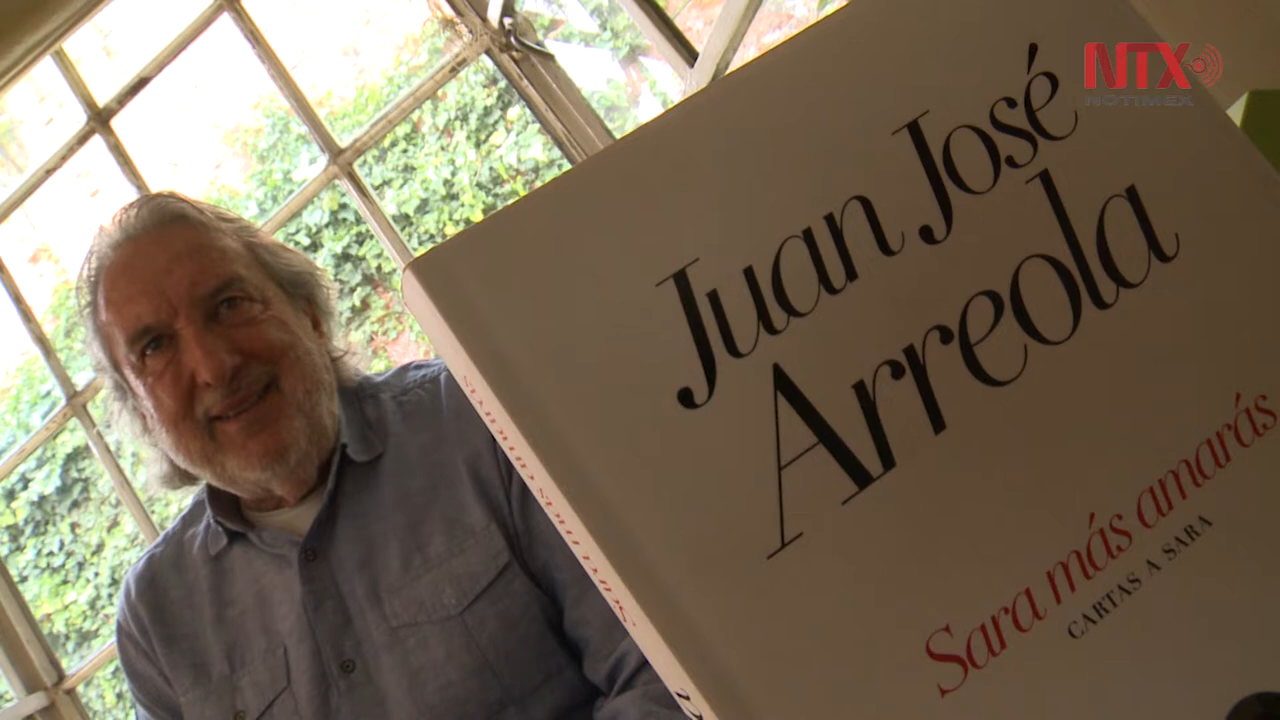 NTX
NOTIMEX
Juan José
Arreola
Sara más amarás
CARTAS A SARA